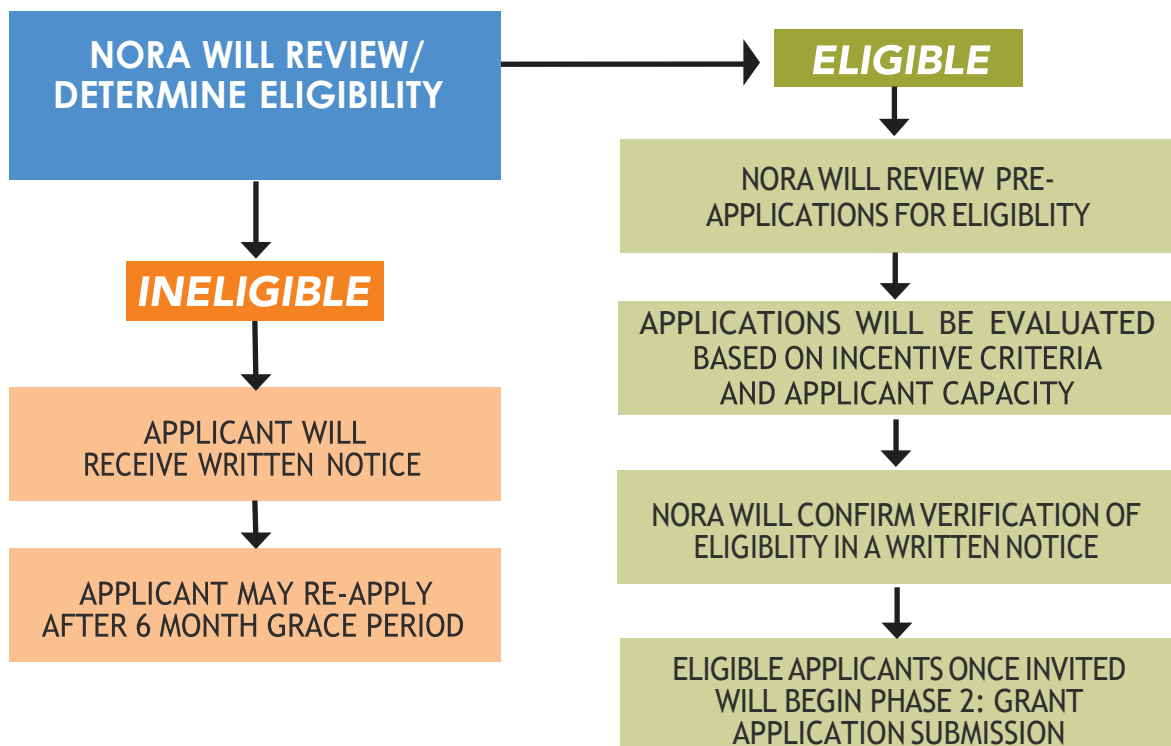 NORA WILL REVIEW/
DETERMINE ELIGIBILITY
ELIGIBLE
INELIGIBLE
APPLICANT WILL
RECEIVE WRITTEN NOTICE
APPLICANT MAY RE-APPLY
AFTER 6 MONTH GRACE PERIOD
NORA WILL REVIEW PRE-
APPLICATIONS FOR ELIGIBLITY
APPLICATIONS WILL BE EVALUATED
BASED ON INCENTIVE CRITERIA
AND APPLICANT CAPACITY
NORA WILL CONFIRM VERIFICATION OF
ELIGIBLITY IN A WRITTEN NOTICE
ELIGIBLE APPLICANTS ONCE INVITED
WILL BEGIN PHASE 2: GRANT
APPLICATION SUBMISSION